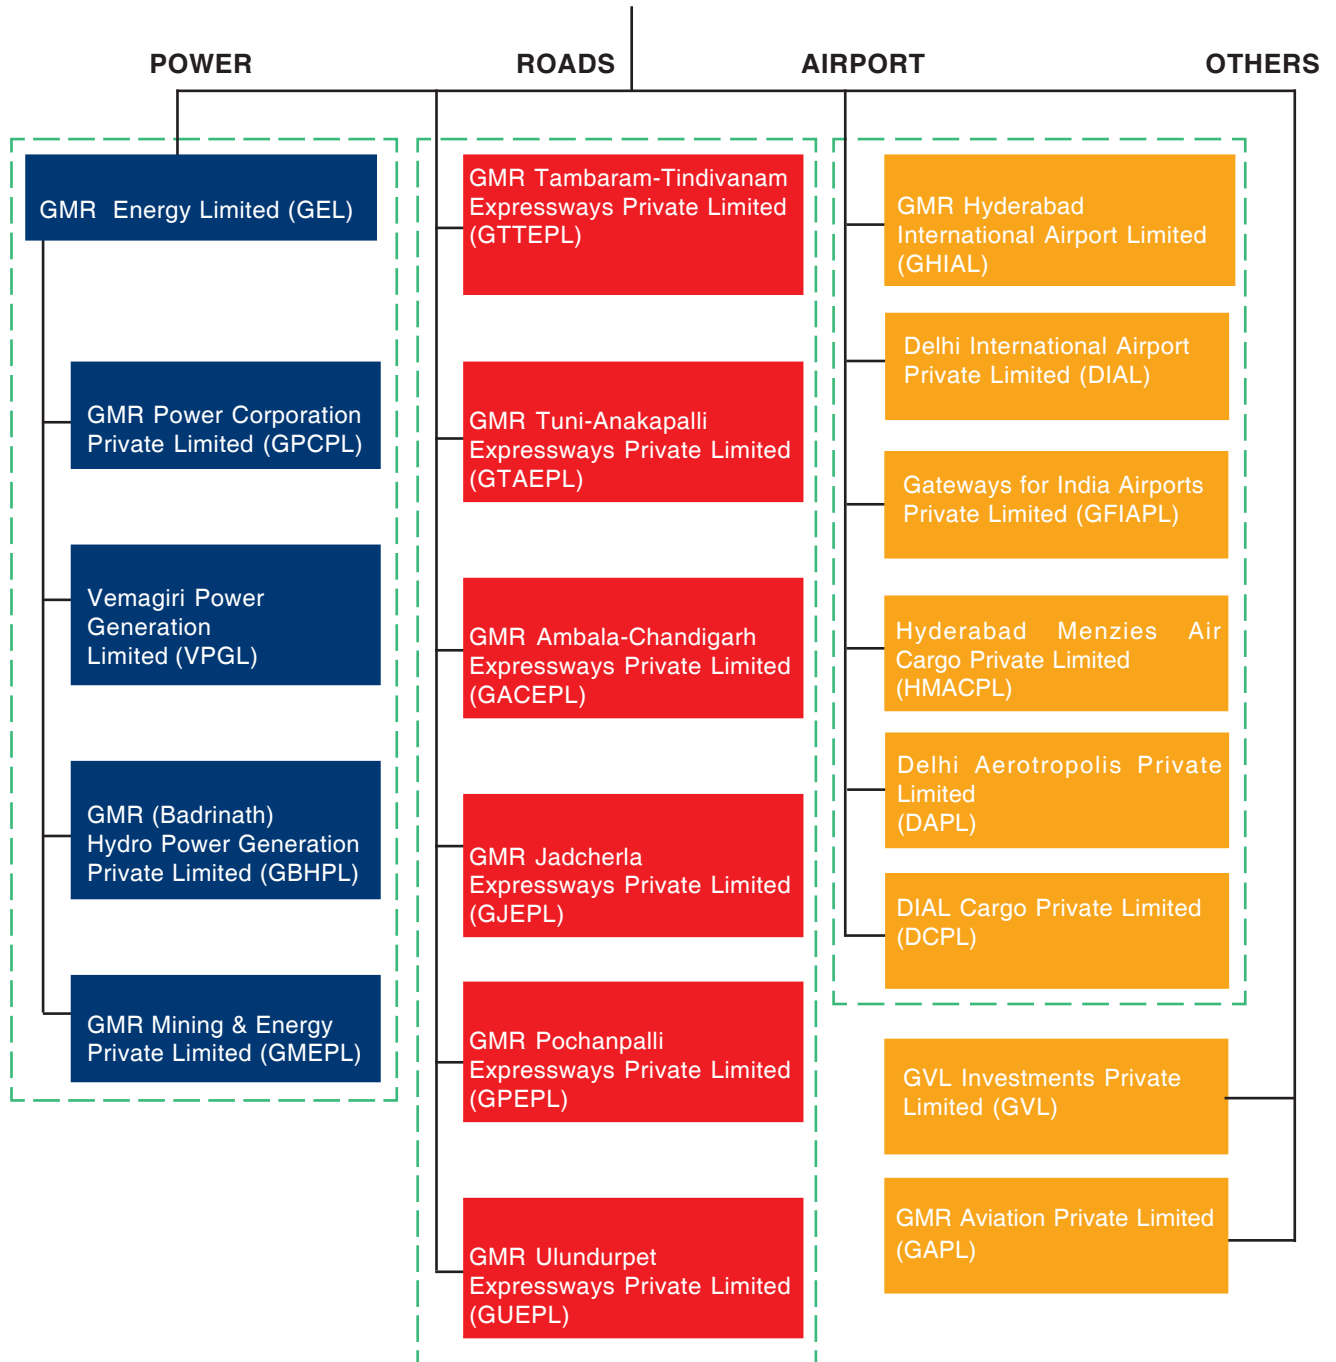 POWER
ROADS
AIRPORT
OTHERS
GMR Energy Limited (GEL)
GMR Power Corporation
Private Limited (GPCPL)
Vemagiri Power
Generation
Limited (VPGL)
GMR (Badrinath)
Hydro Power Generation
Private Limited (GBHPL)
GMR Mining & Energy
Private Limited (GMEPL)
GMR Tambaram-Tindivanam
Expressways Private Limited
(GTTEPL)
GMR Tuni-Anakapalli
Expressways Private Limited
(GTAEPL)
GMR Ambala-Chandigarh
Expressways Private Limited
(GACEPL)
GMR Jadcherla
Expressways Private Limited
(GJEPL)
GMR Pochanpalli
Expressways Private Limited
(GPEPL)
GMR Ulundurpet
Expressways Private Limited
(GUEPL)
GMR Hyderabad
International Airport Limited
(GHIAL)
Delhi International Airport
Private Limited (DIAL)
Gateways for India Airports
Private Limited (GFIAPL)
Hyderabad Menzies Air
Cargo Private Limited
(HMACPL)
Delhi Aerotropolis Private
Limited
(DAPL)
DIAL Cargo Private Limited
(DCPL)
GVL Investments Private
Limited (GVL)
GMR Aviation Private Limited
(GAPL)